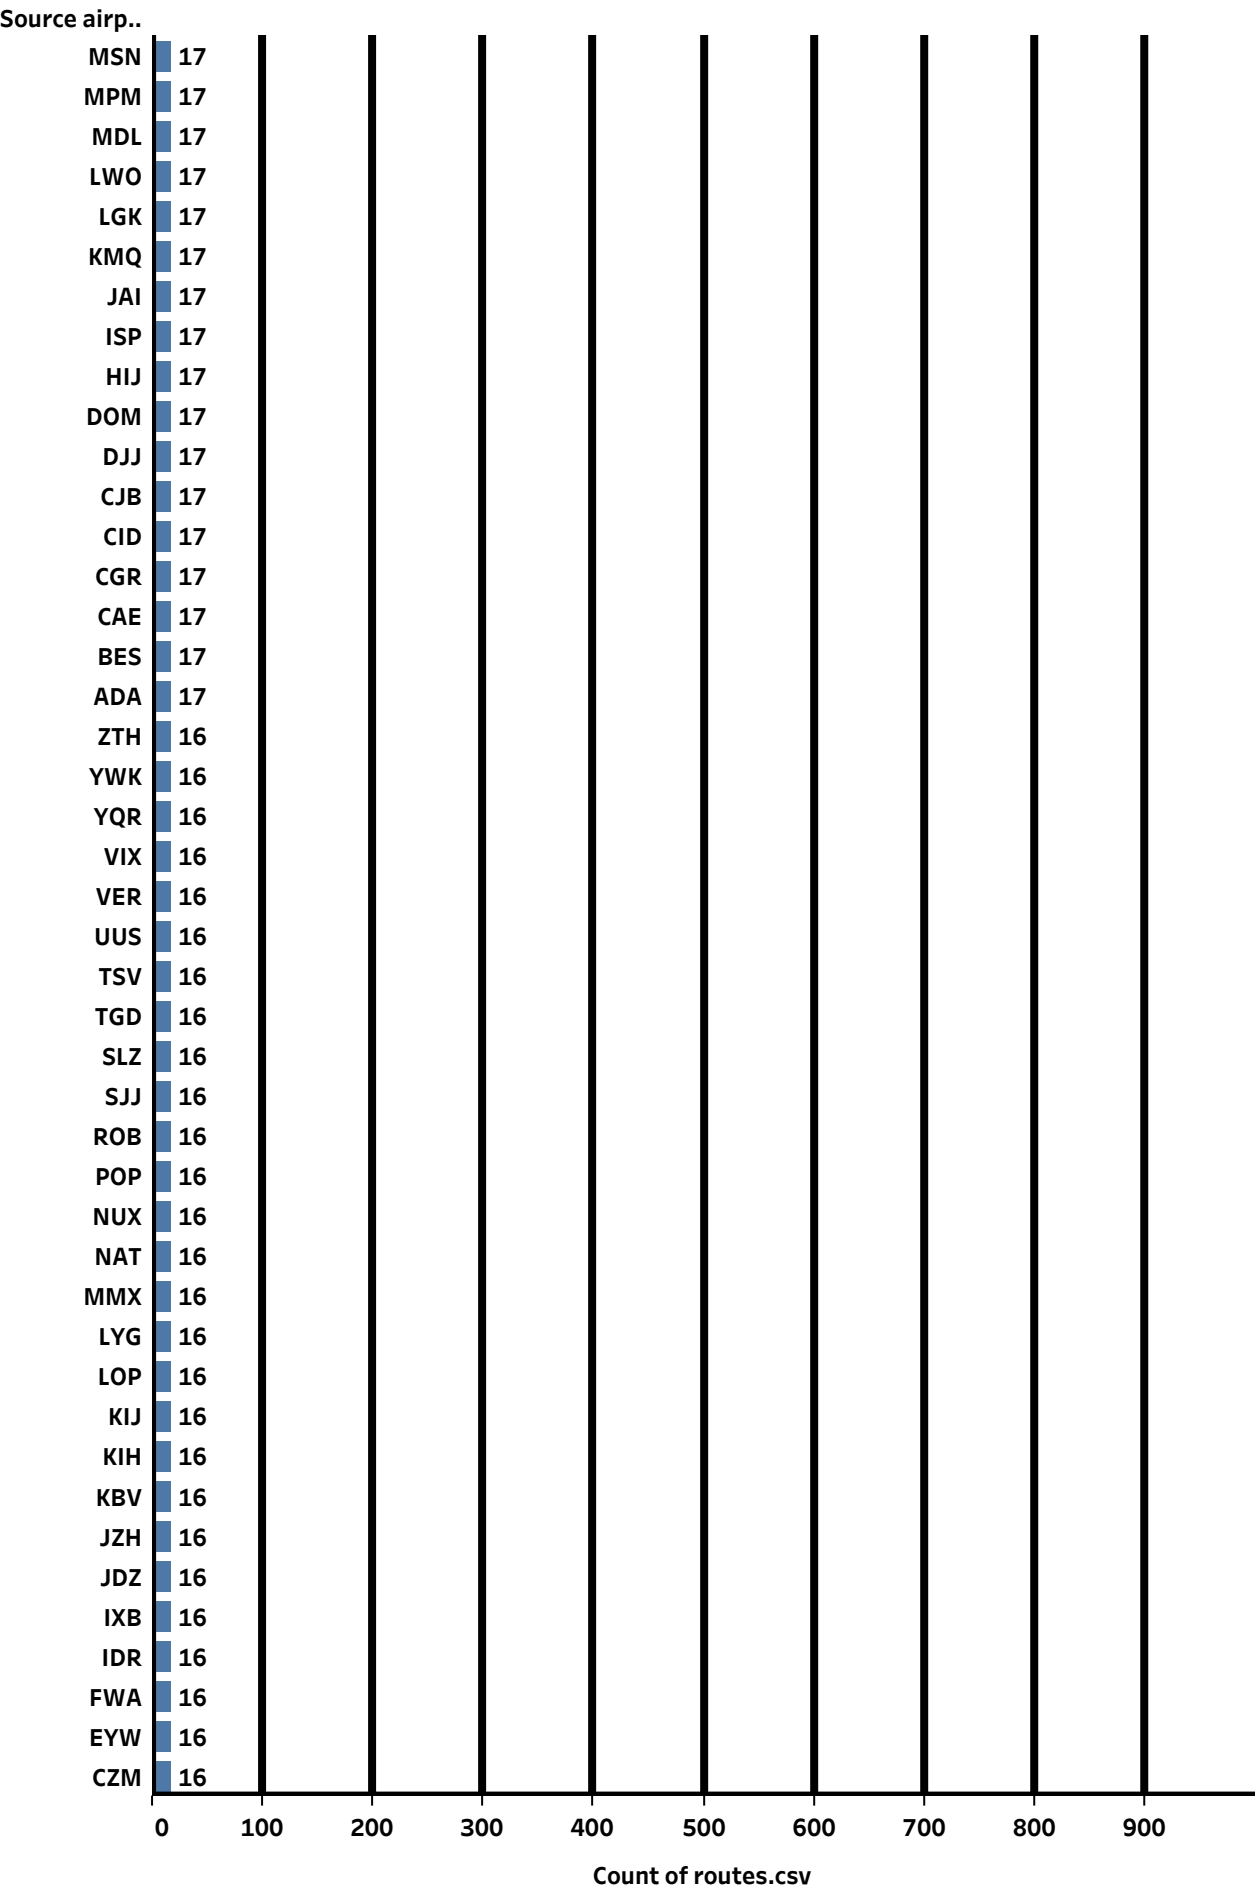 Source airp..
MSN 17
MPM 17
MDL 17
LWO 17
LGK 17
KMQ 17
JAI 17
ISP 17
HIJ 17
DOM 17
DJJ 17
CJB 17
CID 17
CGR 17
CAE 17
BES 17
ADA 17
ZTH 16
YWK 16
YQR 16
VIX 16
VER 16
UUS 16
TSV 16
TGD 16
SLZ 16
SJJ 16
ROB 16
POP 16
NUX 16
NAT 16
MMX 16
LYG 16
LOP 16
KIJ 16
KIH 16
KBV 16
JZH 16
JDZ 16
IXB 16
IDR 16
FWA 16
EYW 16
CZM 16
0 100 200 300 400 500 600 700 800 900
Count of routes.csv